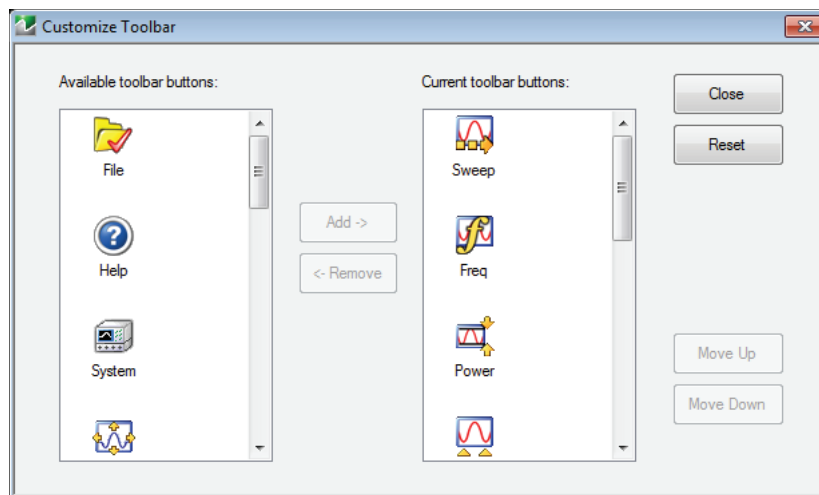 Customize Toolbar
Available toolbar buttons:
File
Help
System
Add ->
<- Remove
Current toolbar buttons:
Sweep
Freq
Power
Close
Reset
Move Up
Move Down